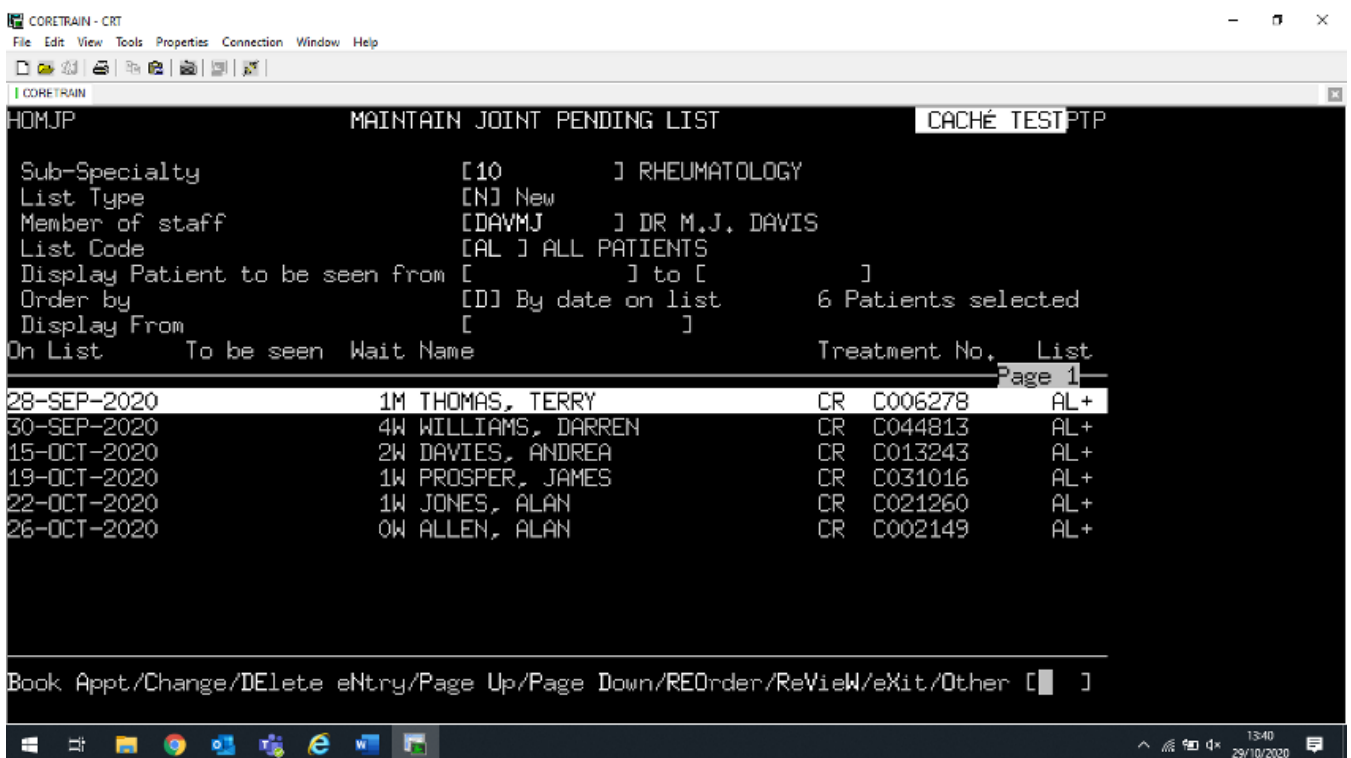 CORETRAIN - CRT
File Edit View Tools Properties Connection Window Help
CORETRAIN
HOMJP MAINTAIN JOINT PENDING LIST CACHÉ TESTPTP
Sub-Specialty [10 ] RHEUMATOLOGY
List Type [N] New
Member of staff [DAVMJ ] DR M.J. DAVIS
List Code [AL ] ALL PATIENTS
Display Patient to be seen from [ ] to [ ]
Order by [D] By date on list 6 Patients selected
Display From [ ]
On List To be seen Wait Name Treatment No. List
Page 1
28-SEP-2020 1M THOMAS, TERRY CR C006278 AL+
30-SEP-2020 4W WILLIAMS, DARREN CR C044813 AL+
15-OCT-2020 2W DAVIES, ANDREA CR C013243 AL+
19-OCT-2020 1W PROSPER, JAMES CR C031016 AL+
22-OCT-2020 1W JONES, ALAN CR C021260 AL+
26-OCT-2020 0W ALLEN, ALAN CR C002149 AL+
Book Appt/Change/DElete eNtry/Page Up/Page Down/REOrder/ReVieW/eXit/Other [ ]
13:40
29/10/2020